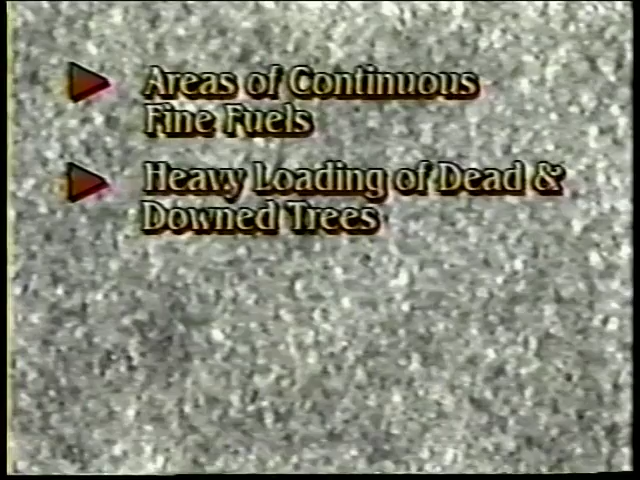 Areas of Continuous
Fine Fuels
Heavy Loading of Dead &
Downed Trees